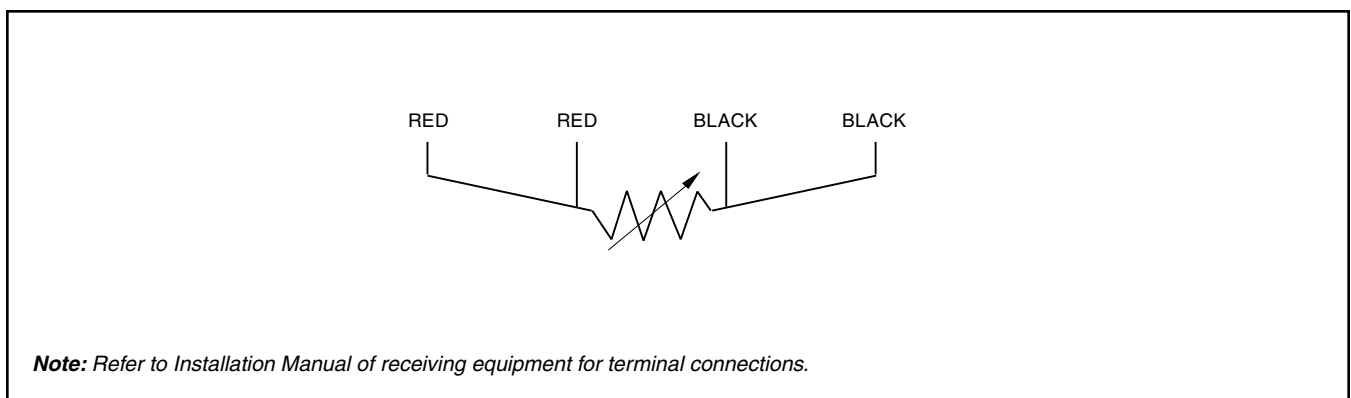 RED RED BLACK BLACK
Note: Refer to Installation Manual of receiving equipment for terminal connections.